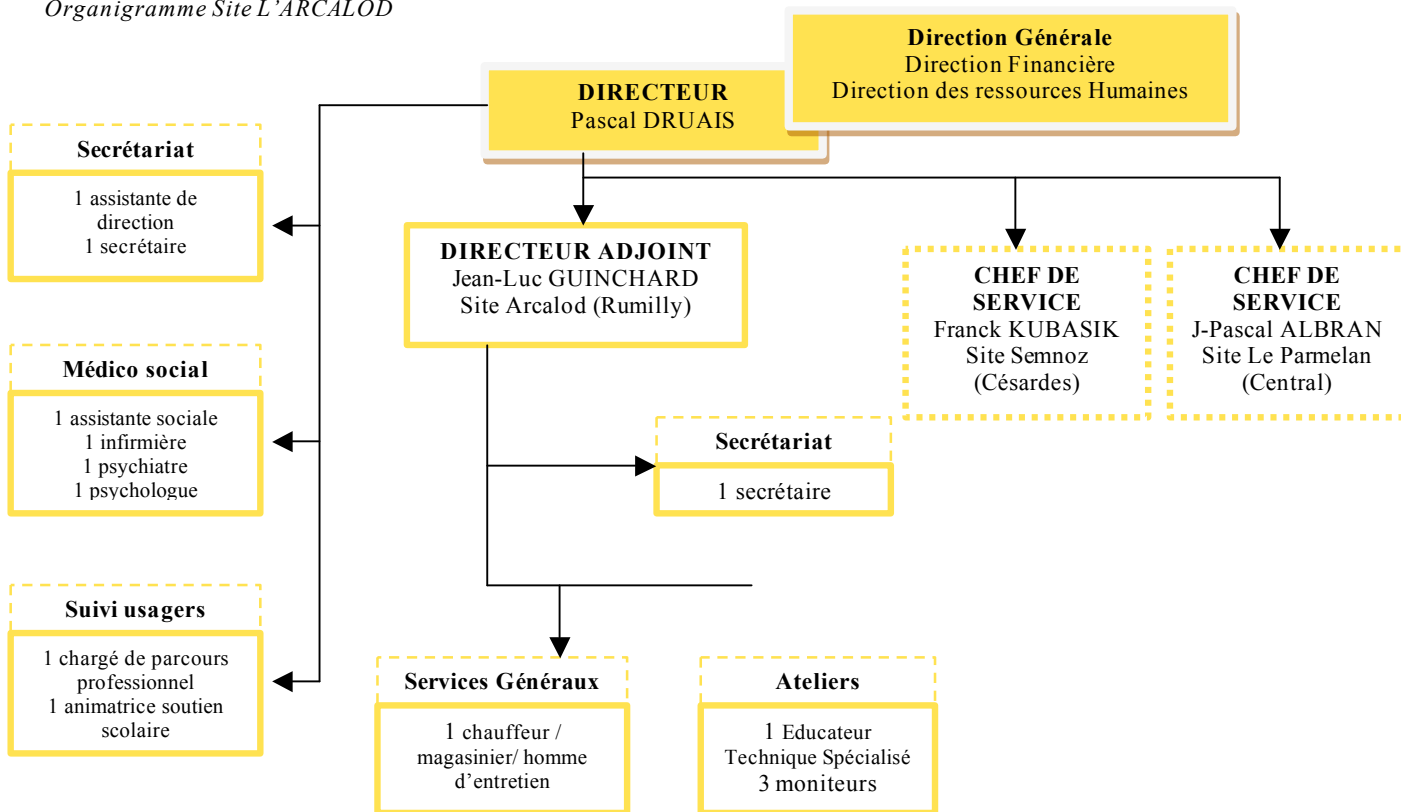 Organigramme Site L'ARCALOD
Direction Générale
Direction Financière
Direction des ressources Humaines
DIRECTEUR
Pascal DRUAIS
Secrétariat
1 assistante de
direction
1 secrétaire
DIRECTEUR ADJOINT
Jean-Luc GUINCHARD
Site Arcalod (Rumilly)
CHEF DE
SERVICE
Franck KUBASIK
Site Semnoz
(Césardes)
CHEF DE
SERVICE
J-Pascal ALBRAN
Site Le Parmelan
(Central)
Médico social
1 assistante sociale
1 infirmière
1 psychiatre
1 psychologue
Secrétariat
1 secrétaire
Suivi usagers
1 chargé de parcours
professionnel
1 animatrice soutien
scolaire
Services Généraux
1 chauffeur /
magasinier/ homme
d'entretien
Ateliers
1 Educateur
Technique Spécialisé
3 moniteurs